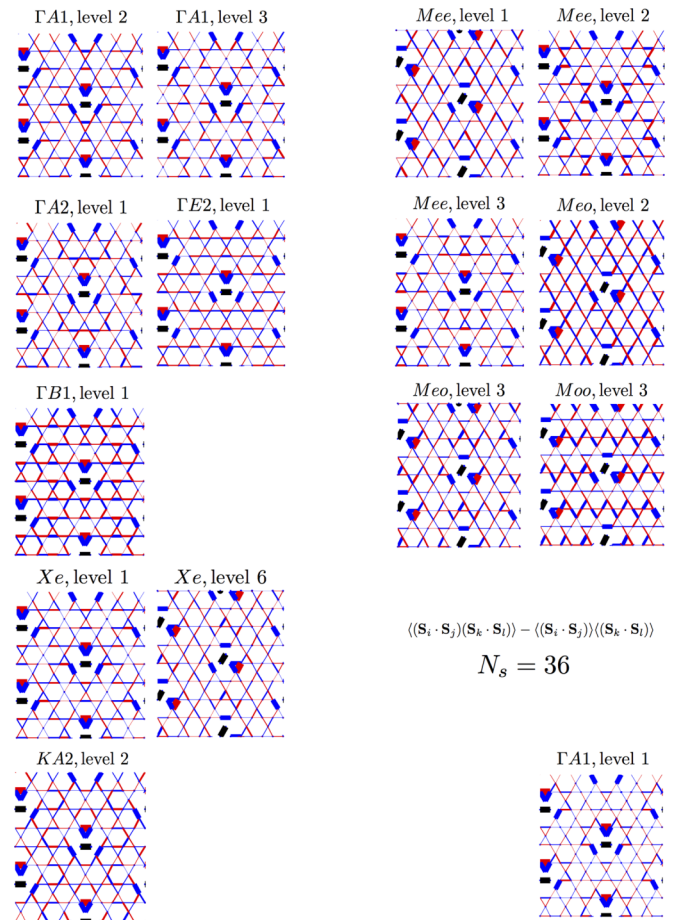 ΓA1, level 2
ΓA1, level 3
Mee, level 1
Mee, level 2
ΓA2, level 1
ΓE2, level 1
Mee, level 3
Meo, level 2
ΓB1, level 1
Meo, level 3
Moo, level 3
Xe, level 1
Xe, level 6
⟨(S_i · S_j)(S_k · S_l)⟩ − ⟨(S_i · S_j)⟩⟨(S_k · S_l)⟩
N_s = 36
KA2, level 2
ΓA1, level 1